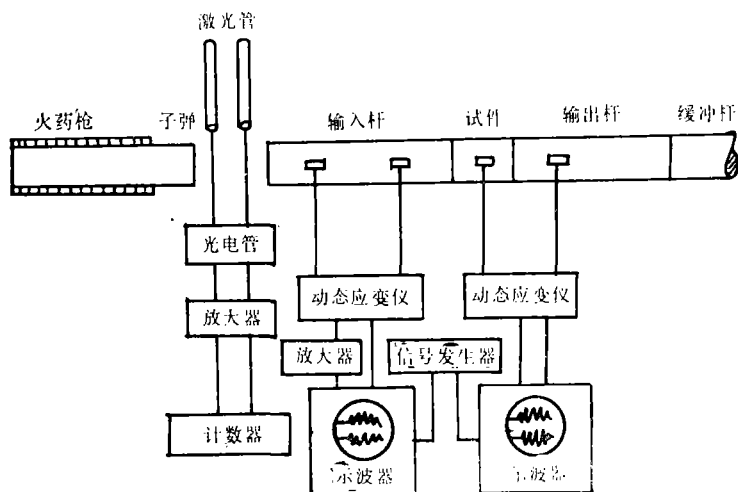 激光管
火药枪
子弹
输入杆
试件
输出杆
缓冲杆
光电管
动态应变仪
动态应变仪
放大器
放大器
信号发生器
计数器
示波器
示波器